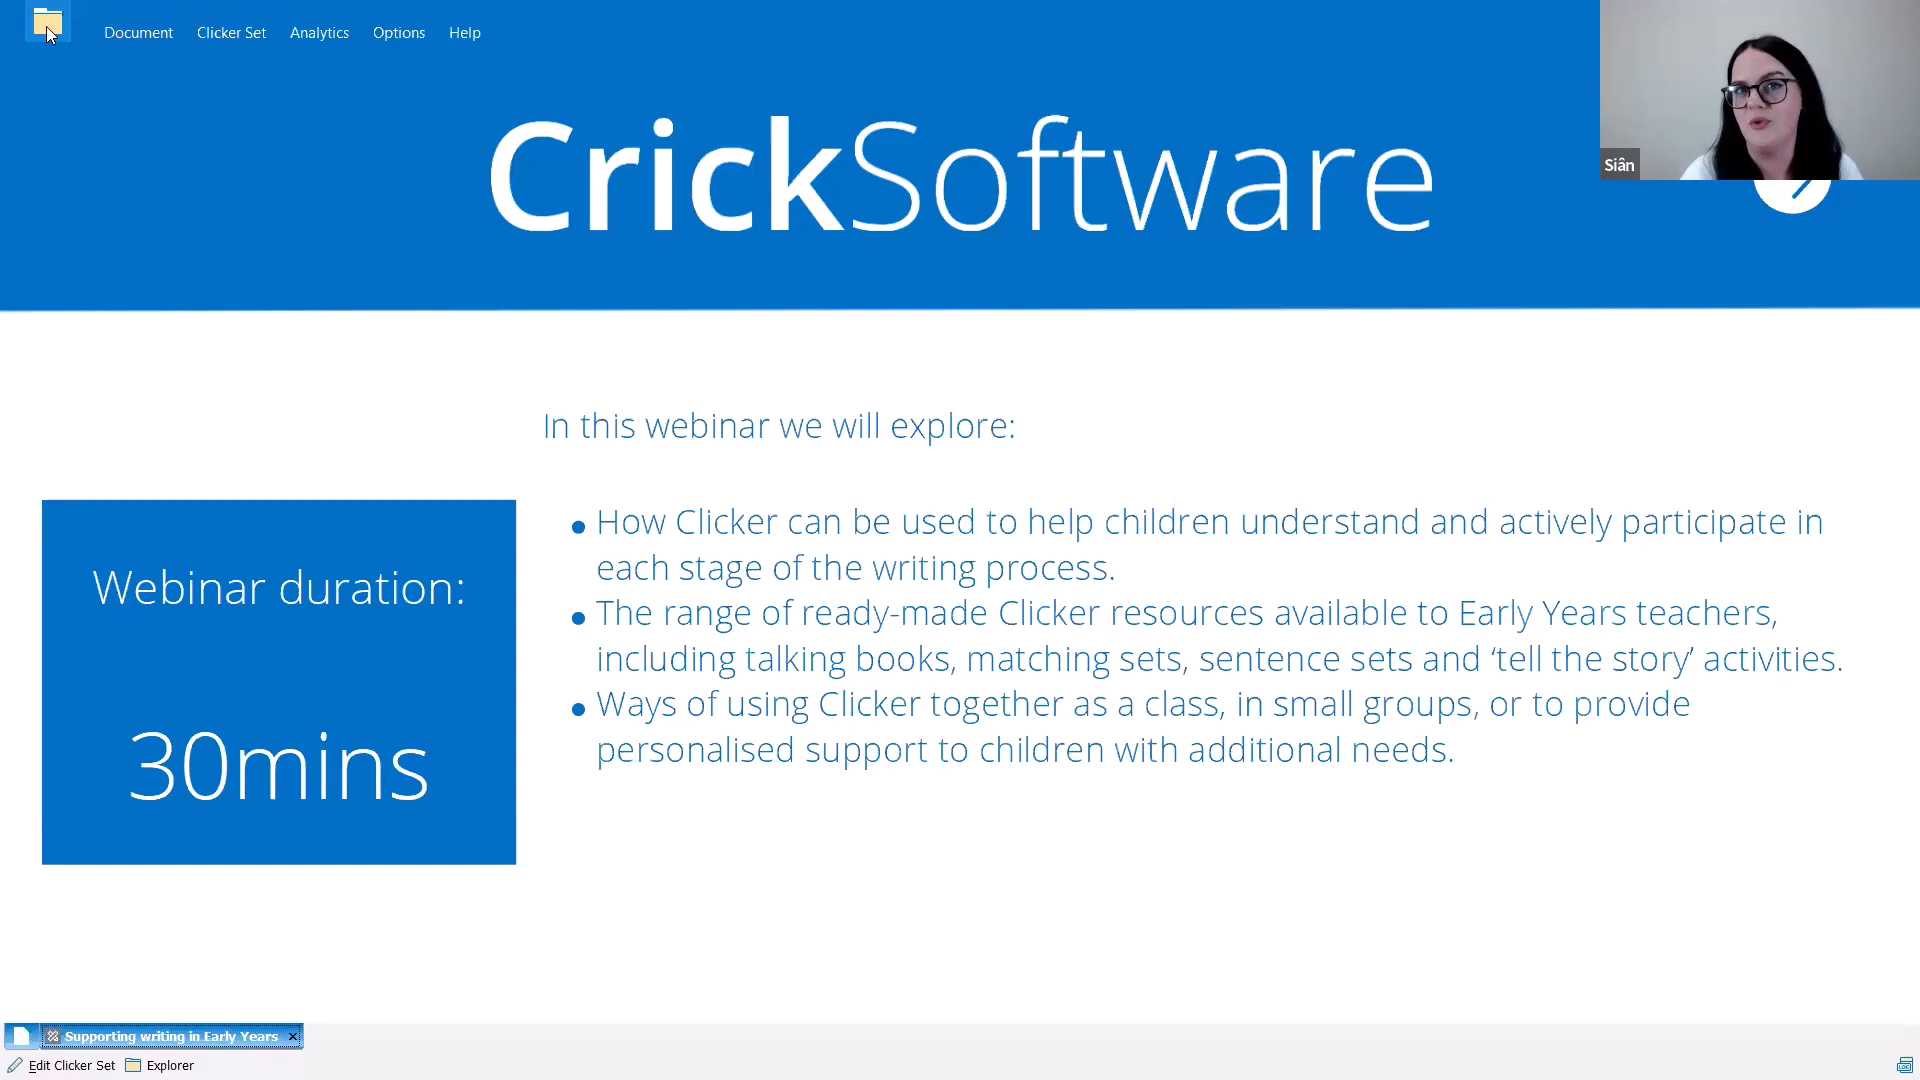 Document Clicker Set Analytics Options Help
CrickSoftware
Siân
In this webinar we will explore:
Webinar duration:
30mins
• How Clicker can be used to help children understand and actively participate in
each stage of the writing process.
• The range of ready-made Clicker resources available to Early Years teachers,
including talking books, matching sets, sentence sets and ‘tell the story’ activities.
• Ways of using Clicker together as a class, in small groups, or to provide
personalised support to children with additional needs.
Supporting writing in Early Years
Edit Clicker Set Explorer